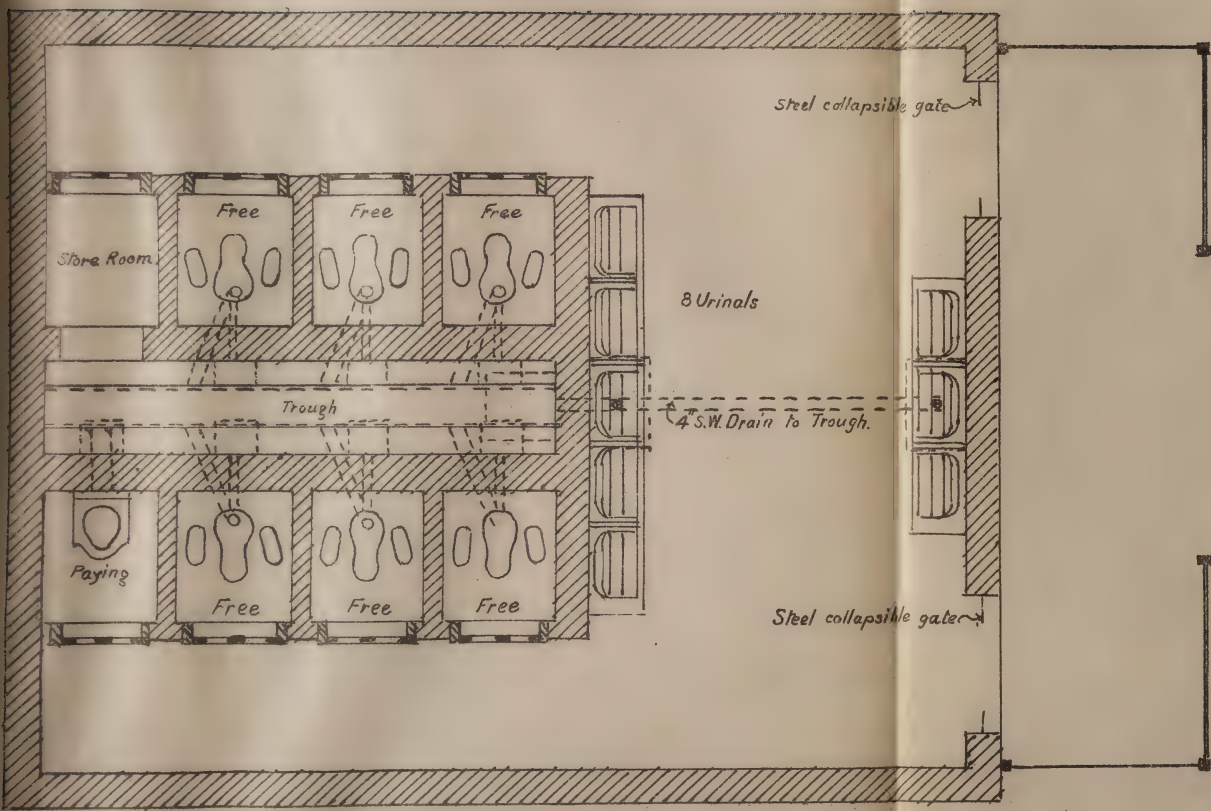 Steel collapsible gate
Free
Free
Free
Store Room.
8 Urinals
Trough
4" S.W. Drain to Trough.
Paying
Free
Free
Free
Steel collapsible gate